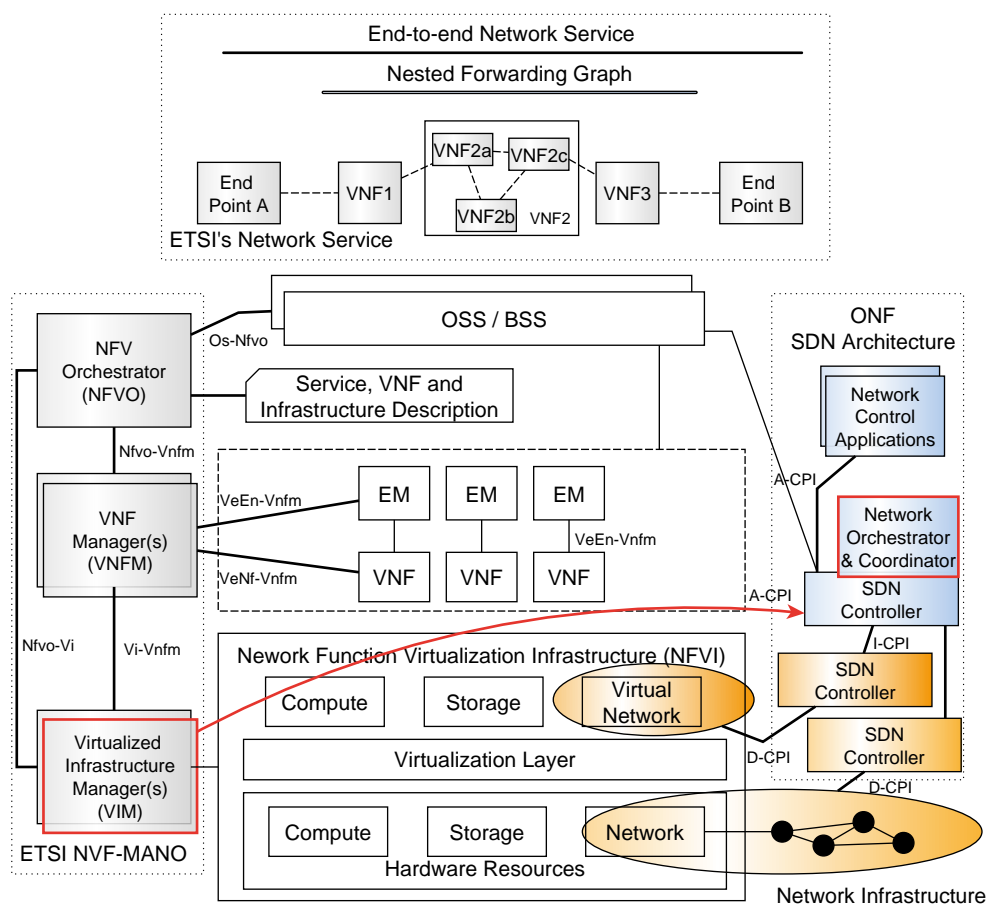 End-to-end Network Service
Nested Forwarding Graph
End
Point A
VNF1
VNF2a
VNF2c
VNF2b
VNF2
VNF3
End
Point B
ETSI's Network Service
NFV
Orchestrator
(NFVO)
Os-Nfvo
OSS / BSS
Service, VNF and
Infrastructure Description
Nfvo-Vnfm
VNF
Manager(s)
(VNFM)
VeEn-Vnfm
VeNf-Vnfm
EM
EM
EM
VeEn-Vnfm
VNF
VNF
VNF
Nfvo-Vi
Vi-Vnfm
Virtualized
Infrastructure
Manager(s)
(VIM)
ETSI NVF-MANO
Nework Function Virtualization Infrastructure (NFVI)
Compute
Storage
Virtual
Network
Virtualization Layer
Compute
Storage
Network
Hardware Resources
ONF
SDN Architecture
Network
Control
Applications
A-CPI
Network
Orchestrator
& Coordinator
A-CPI
SDN
Controller
I-CPI
SDN
Controller
SDN
Controller
D-CPI
D-CPI
Network Infrastructure